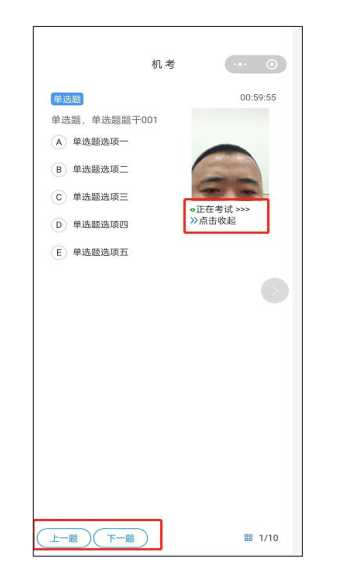 机考
单选题
00:59:55
单选题，单选题题干001
A 单选题选项一
B 单选题选项二
C 单选题选项三
D 单选题选项四
E 单选题选项五
正在考试 >>>
>>点击收起
上一题
下一题
1/10